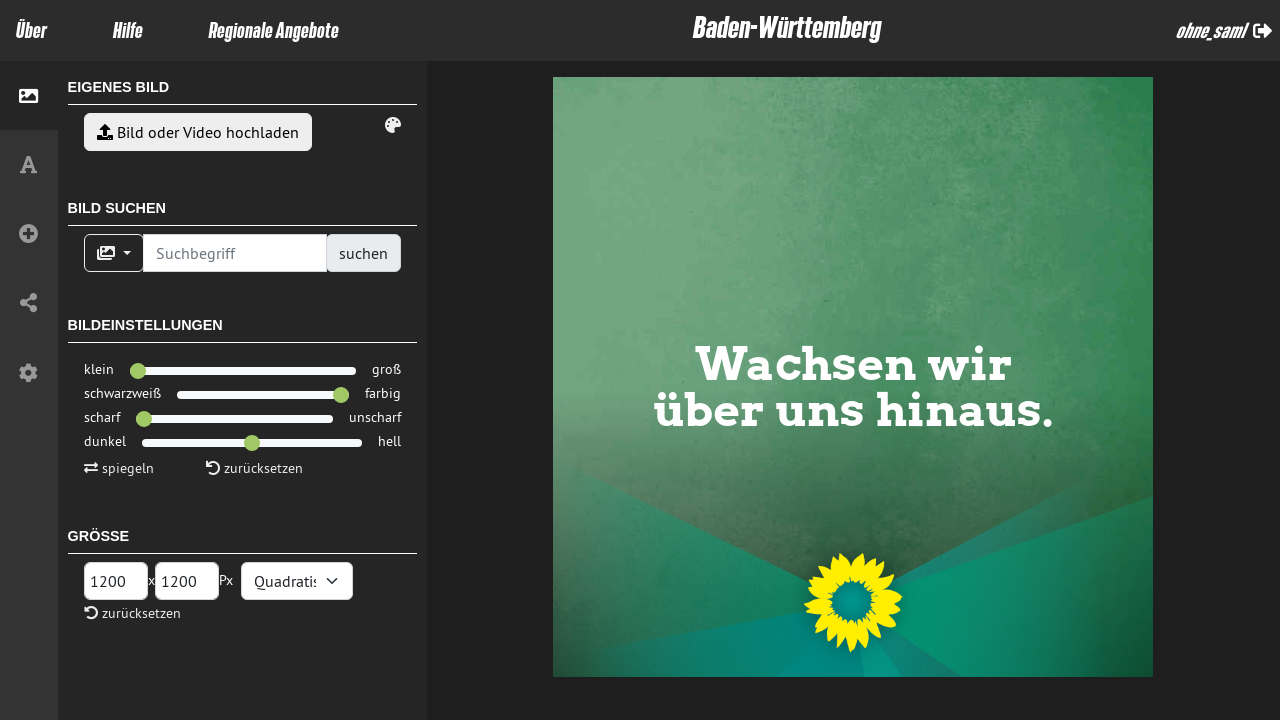 Über
Hilfe
Regionale Angebote
Baden-Württemberg
ohne_saml
EIGENES BILD
Bild oder Video hochladen
BILD SUCHEN
Suchbegriff
suchen
BILDEINSTELLUNGEN
klein
groß
schwarzweiß
farbig
scharf
unscharf
dunkel
hell
spiegeln
zurücksetzen
GRÖSSE
1200
x
1200
Px
Quadratis
zurücksetzen
Wachsen wir
über uns hinaus.